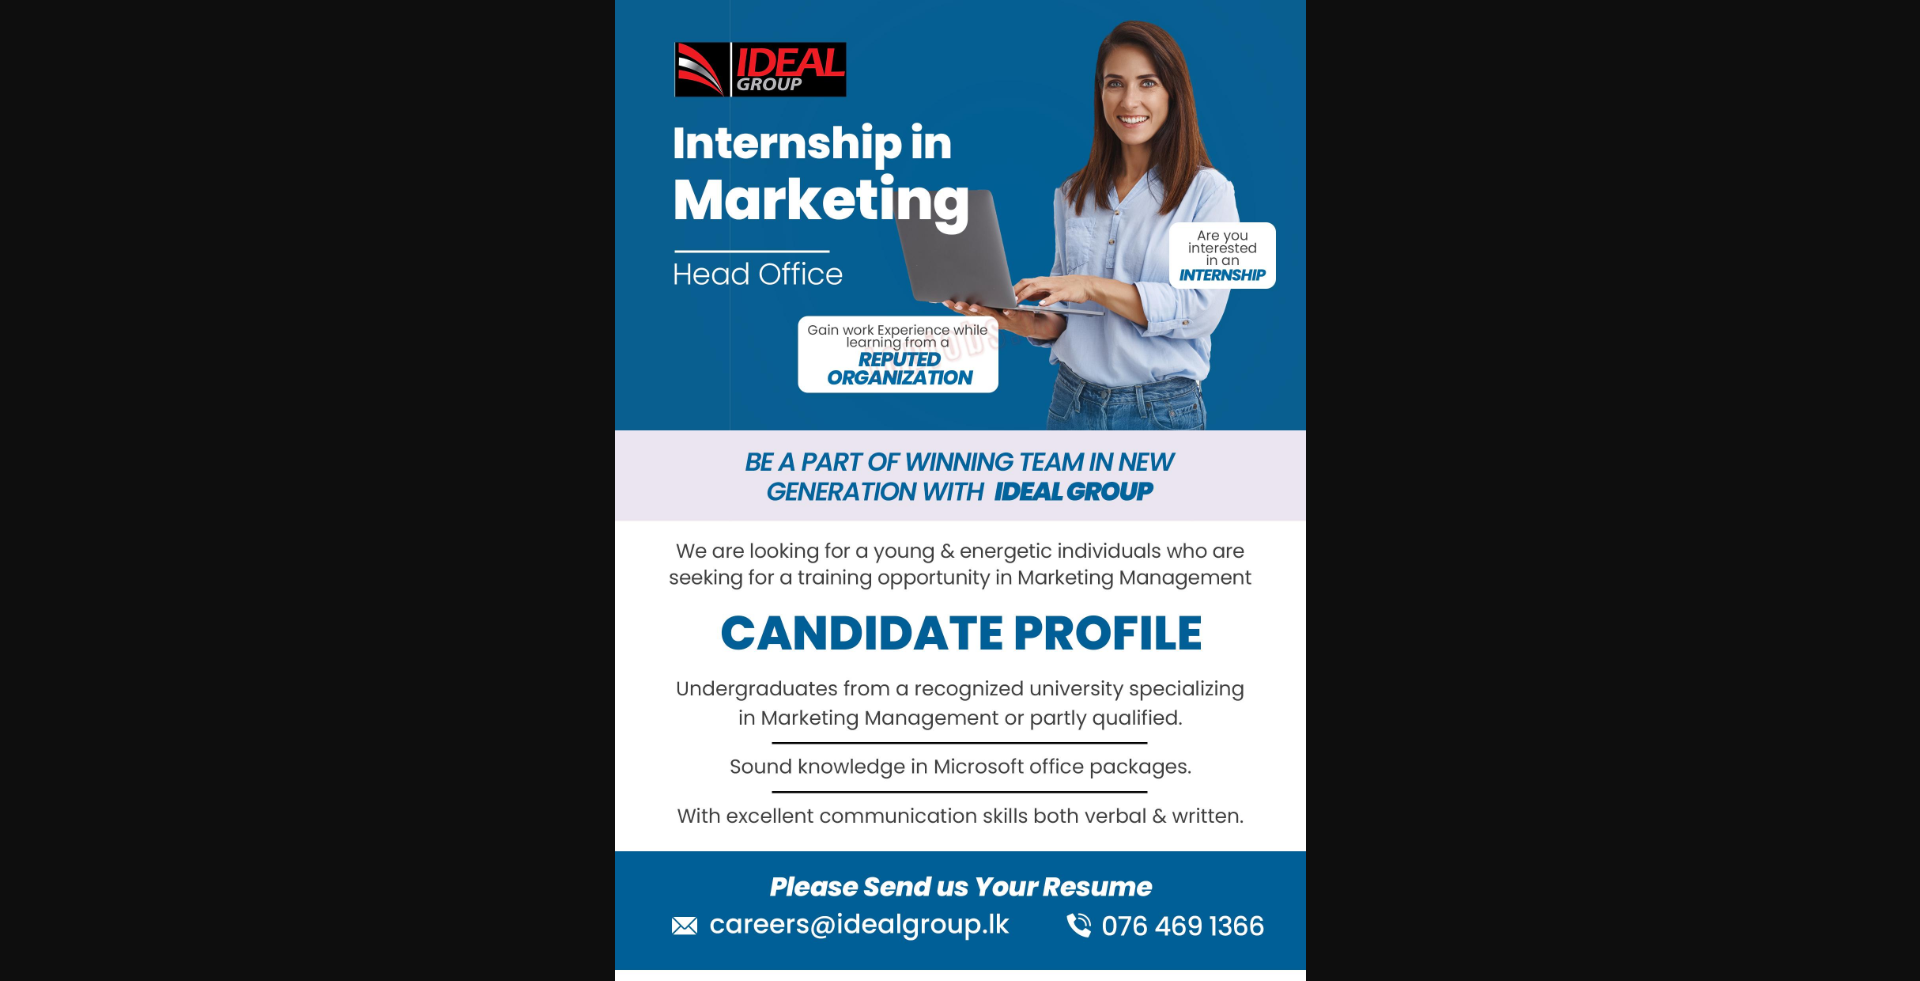 IDEAL
GROUP
Internship in
Marketing
Head Office
Are you
interested
in an
INTERNSHIP
Gain work Experience while
learning from a
REPUTED
ORGANIZATION
BE A PART OF WINNING TEAM IN NEW
GENERATION WITH IDEAL GROUP
We are looking for a young & energetic individuals who are
seeking for a training opportunity in Marketing Management
CANDIDATE PROFILE
Undergraduates from a recognized university specializing
in Marketing Management or partly qualified.
Sound knowledge in Microsoft office packages.
With excellent communication skills both verbal & written.
Please Send us Your Resume
careers@idealgroup.lk
076 469 1366